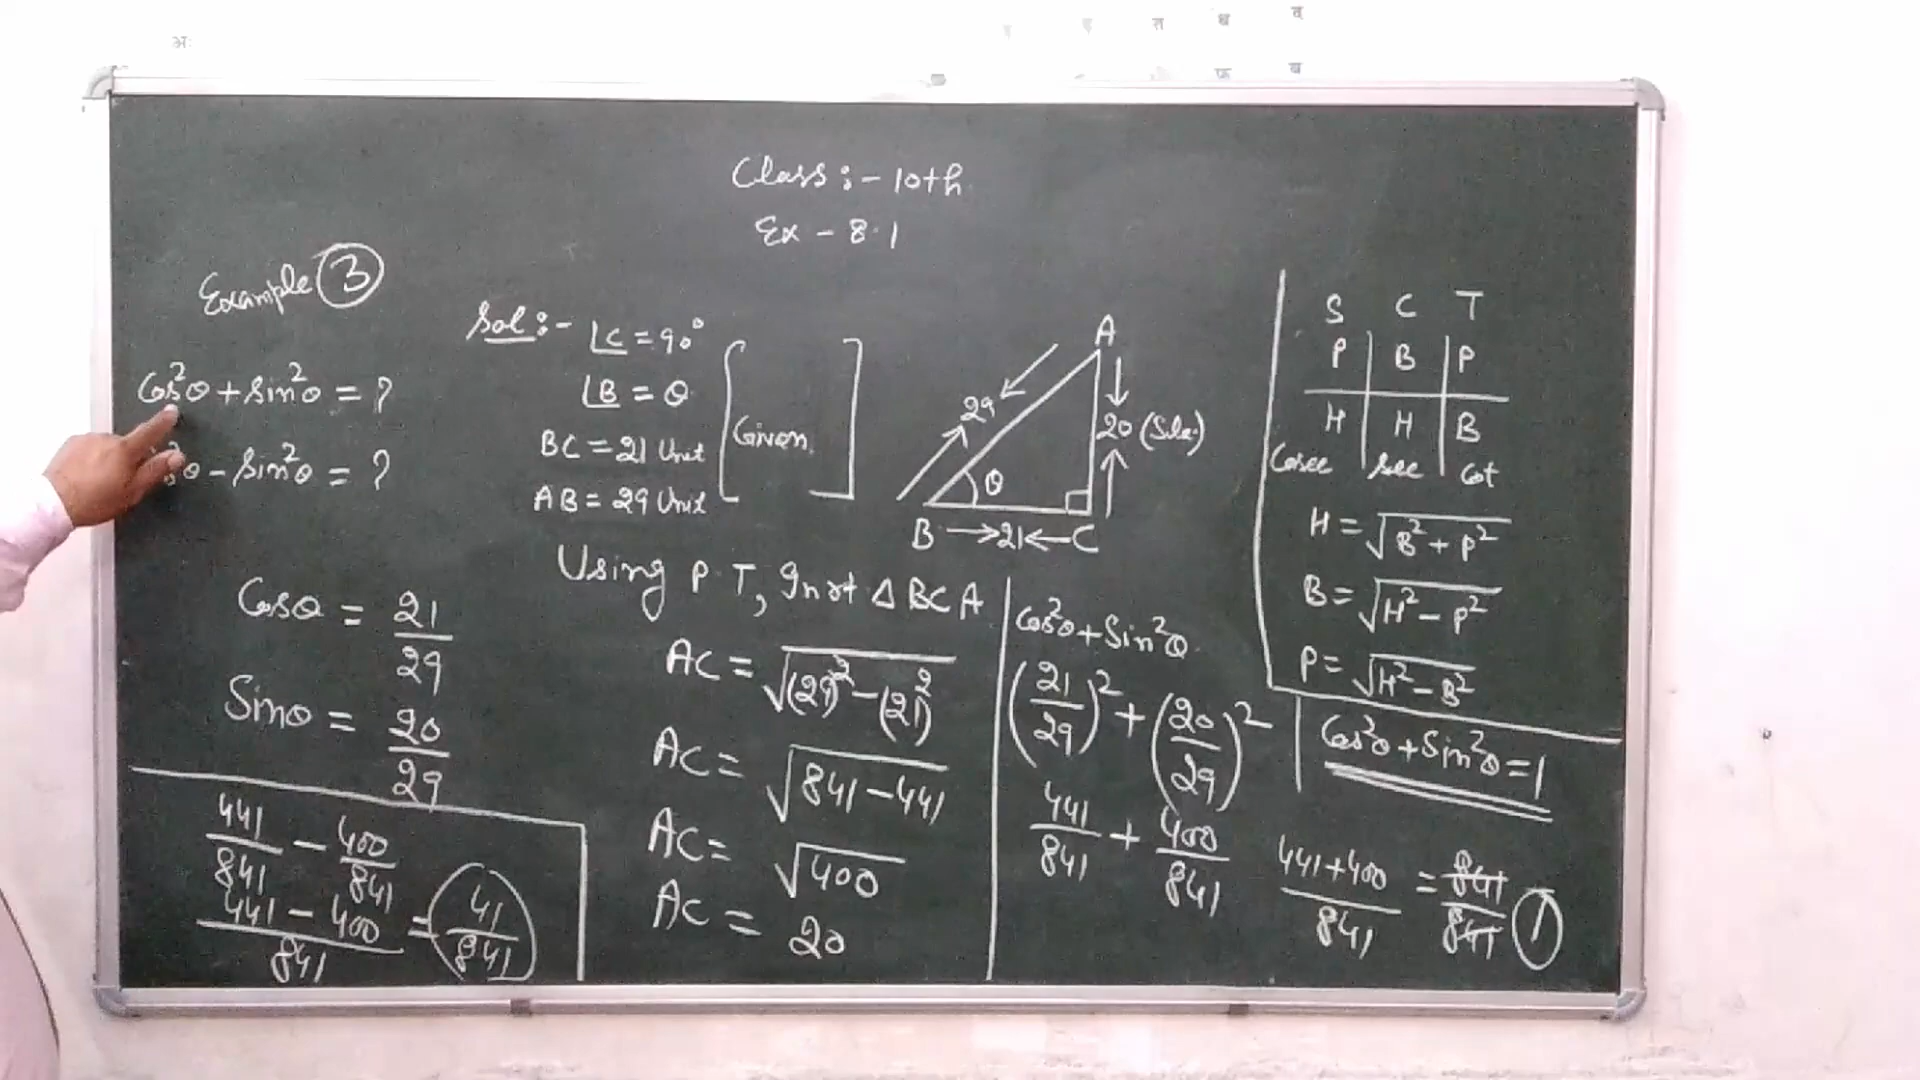 अः
इ ई त थ द
फ ब
Class:- 10th
Ex - 8.1
Example 3
Cos²θ + Sin²θ = ?
²θ - Sin²θ = ?
Cosθ = 21/29
Sinθ = 20/29
441/841 - 400/841
(441 - 400)/841 = 41/841
Sol:- ∠C = 90°
∠B = θ
BC = 21 Unit
AB = 29 Unit
[Given]
A
29
20 (Sila)
θ
B → 21 ← C
Using P.T, In rt △ BCA
AC = √((29)² - (21)²)
AC = √(841 - 441)
AC = √400
AC = 20
Cos²θ + Sin²θ
(21/29)² + (20/29)²
441/841 + 400/841
(441 + 400)/841 = 841/841 1
S C T
P B P
H H B
Cosec Sec Cot
H = √(B² + P²)
B = √(H² - P²)
P = √(H² - B²)
Cos²θ + Sin²θ = 1